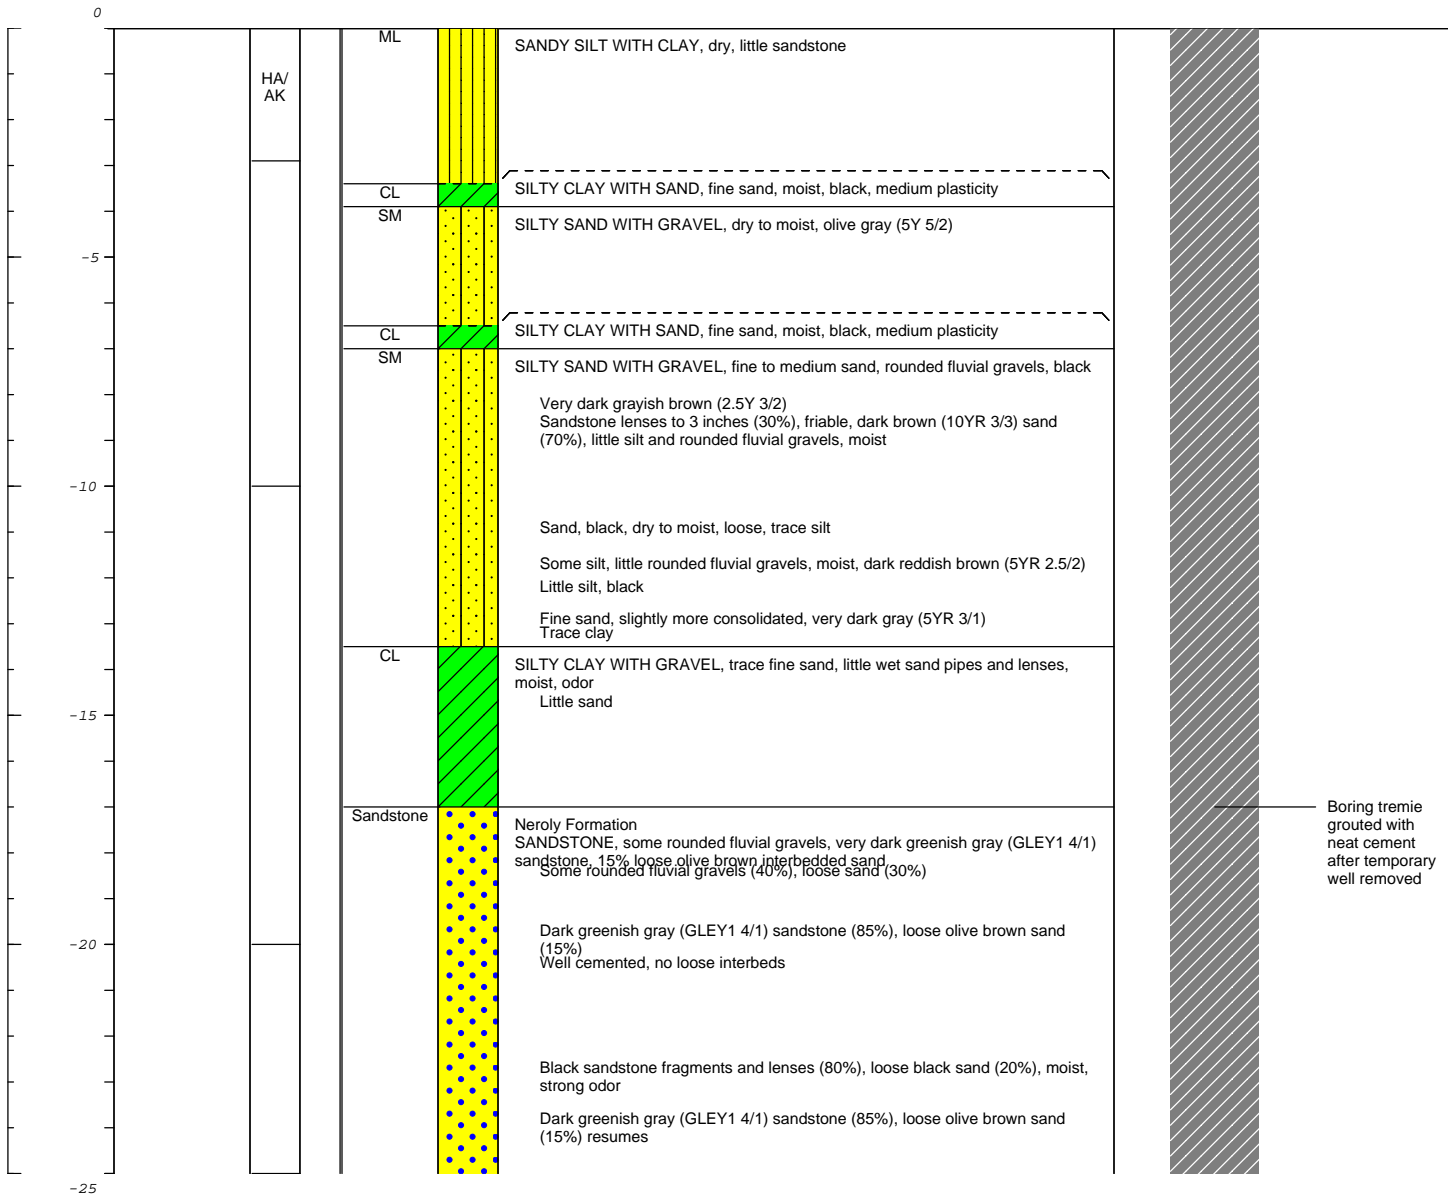 0
ML
SANDY SILT WITH CLAY, dry, little sandstone
HA/
AK
CL
SILTY CLAY WITH SAND, fine sand, moist, black, medium plasticity
SM
SILTY SAND WITH GRAVEL, dry to moist, olive gray (5Y 5/2)
-5
CL
SILTY CLAY WITH SAND, fine sand, moist, black, medium plasticity
SM
SILTY SAND WITH GRAVEL, fine to medium sand, rounded fluvial gravels, black
Very dark grayish brown (2.5Y 3/2)
Sandstone lenses to 3 inches (30%), friable, dark brown (10YR 3/3) sand
(70%), little silt and rounded fluvial gravels, moist
-10
Sand, black, dry to moist, loose, trace silt
Some silt, little rounded fluvial gravels, moist, dark reddish brown (5YR 2.5/2)
Little silt, black
Fine sand, slightly more consolidated, very dark gray (5YR 3/1)
Trace clay
CL
SILTY CLAY WITH GRAVEL, trace fine sand, little wet sand pipes and lenses,
moist, odor
Little sand
-15
Sandstone
Neroly Formation
SANDSTONE, some rounded fluvial gravels, very dark greenish gray (GLEY1 4/1)
sandstone, 15% loose olive brown interbedded sand
Some rounded fluvial gravels (40%), loose sand (30%)
Boring tremie
grouted with
neat cement
after temporary
well removed
Dark greenish gray (GLEY1 4/1) sandstone (85%), loose olive brown sand
(15%)
-20
Well cemented, no loose interbeds
Black sandstone fragments and lenses (80%), loose black sand (20%), moist,
strong odor
Dark greenish gray (GLEY1 4/1) sandstone (85%), loose olive brown sand
(15%) resumes
-25